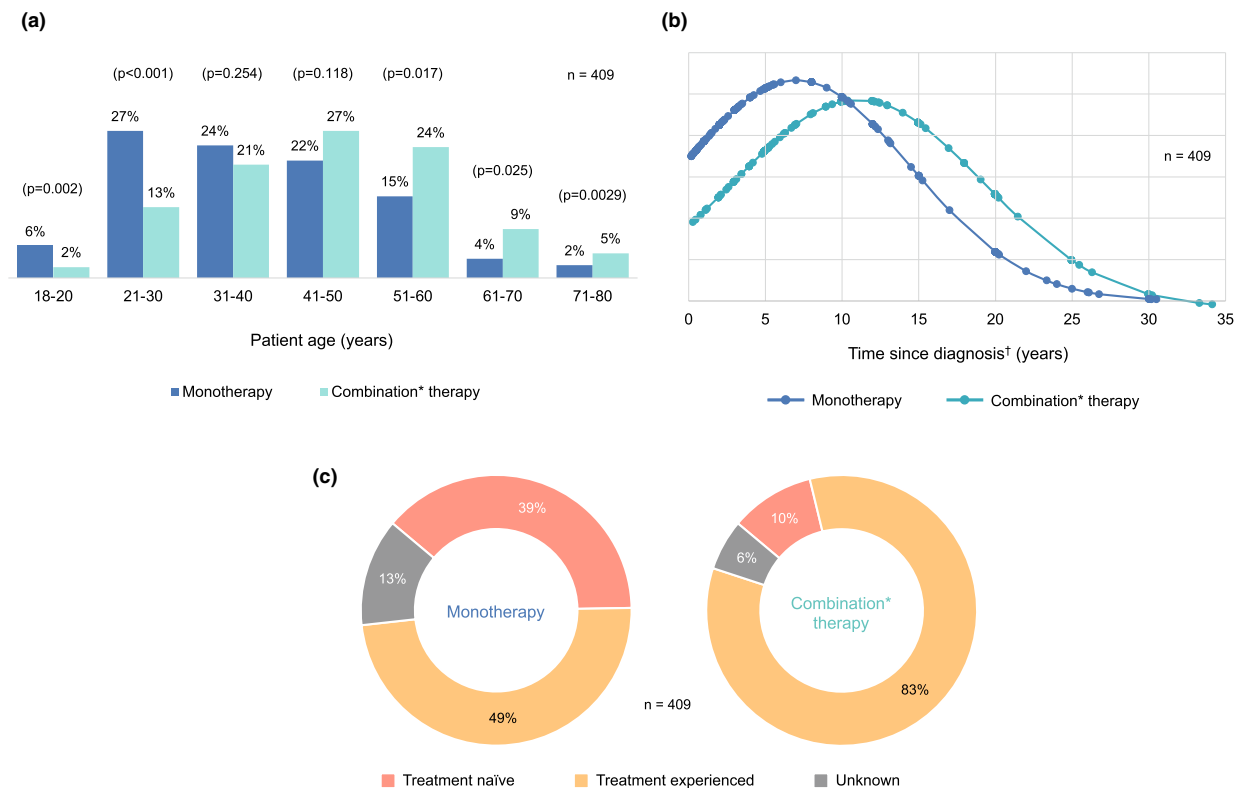 (a)
(p<0.001) (p=0.254) (p=0.118) (p=0.017) n = 409
27% 27%
24% 24%
22% 21%
(p=0.025)
15%
(p=0.002) 13% (p=0.0029)
9%
6% 4% 5%
2% 2%
18-20 21-30 31-40 41-50 51-60 61-70 71-80
Patient age (years)
Monotherapy Combination* therapy
(b)
n = 409
0 5 10 15 20 25 30 35
Time since diagnosis† (years)
Monotherapy Combination* therapy
(c)
39%
13%
Monotherapy
49%
10%
6%
Combination*
therapy
83%
n = 409
Treatment naïve Treatment experienced Unknown